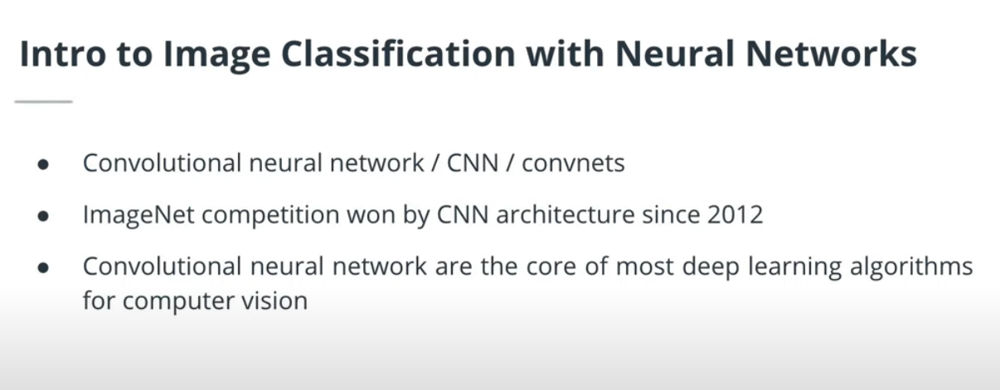 Intro to Image Classification with Neural Networks
● Convolutional neural network / CNN / convnets
● ImageNet competition won by CNN architecture since 2012
● Convolutional neural network are the core of most deep learning algorithms
for computer vision